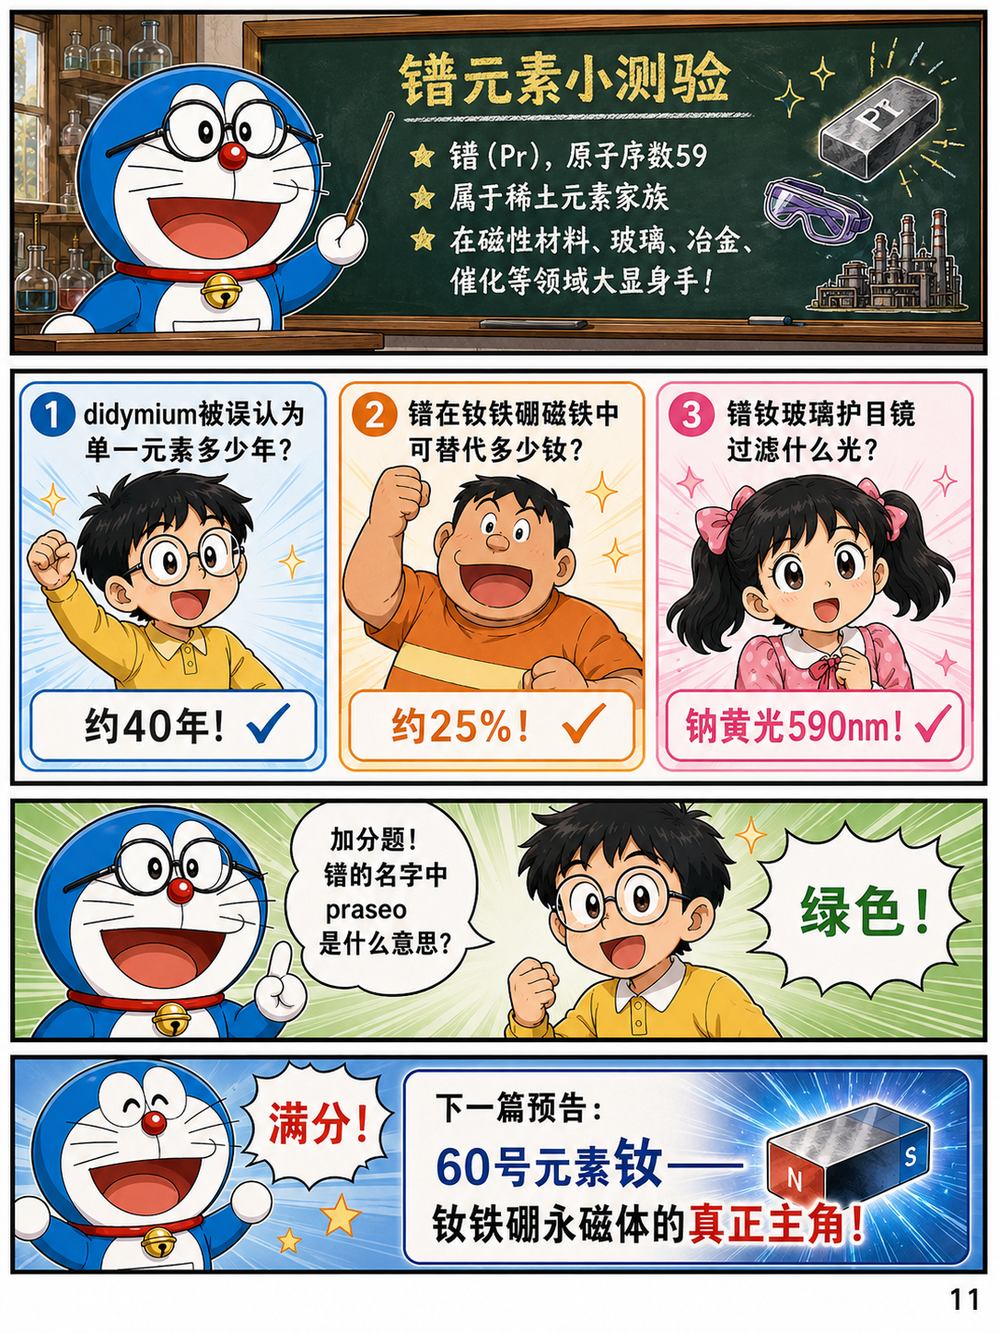 镨元素小测验
镨(Pr)，原子序数59
属于稀土元素家族
在磁性材料、玻璃、冶金、
催化等领域大显身手！
Pr
1
didymium被误认为
单一元素多少年？
约40年！
2
镨在钕铁硼磁铁中
可替代多少钕？
约25%！
3
镨钕玻璃护目镜
过滤什么光？
钠黄光590nm！
加分题！
镨的名字中
praseo
是什么意思？
绿色！
满分！
下一篇预告：
60号元素钕——
钕铁硼永磁体的真正主角！
N
S
11